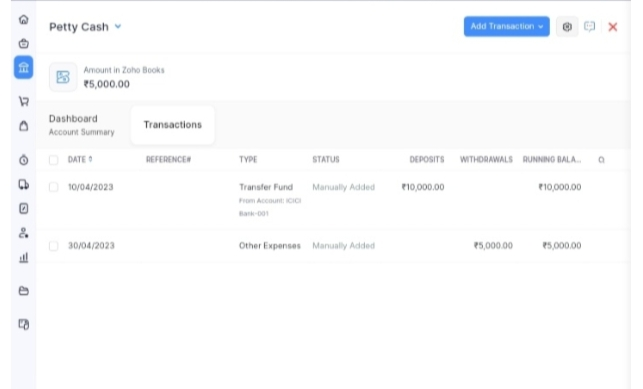 Petty Cash
Add Transaction
Amount in Zoho Books
₹5,000.00
Dashboard
Account Summary
Transactions
DATE REFERENCE# TYPE STATUS DEPOSITS WITHDRAWALS RUNNING BALA...
10/04/2023 Transfer Fund Manually Added ₹10,000.00 ₹10,000.00
From Account: ICICI
Bank-001
30/04/2023 Other Expenses Manually Added ₹5,000.00 ₹5,000.00